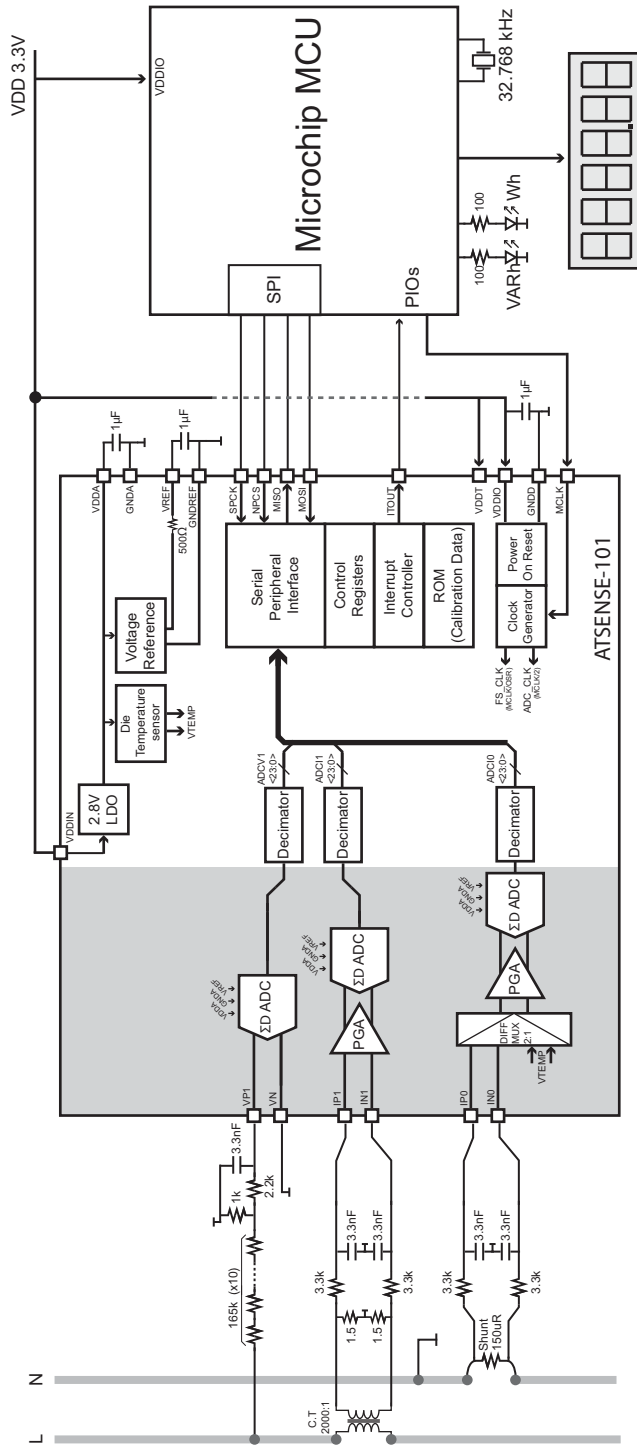 L
N
C.T
2000:1
165k (x10)
1k
3.3nF
2.2k
1.5
1.5
3.3k
3.3k
3.3nF
3.3nF
Shunt
150uR
3.3k
3.3k
3.3nF
3.3nF
VP1
VN
IP1
IN1
IP0
IN0
VDDA
GNDA
VREF
ΣD ADC
VDDA
GNDA
VREF
PGA
ΣD ADC
DIFF
MUX
2:1
VTEMP
PGA
VDDA
GNDA
VREF
ΣD ADC
VDDIN
2.8V
LDO
Die
Temperature
sensor
VTEMP
Voltage
Reference
500Ω
Decimator
ADCV1
<23:0>
Decimator
ADCI1
<23:0>
Decimator
ADCI0
<23:0>
Serial
Peripheral
Interface
Control
Registers
Interrupt
Controller
ROM
(Calibration Data)
Clock
Generator
Power
On Reset
FS_CLK
(MCLK/OSR)
ADC_CLK
(MCLK/2)
ATSENSE-101
VDDA
GNDA
VREF
GNDREF
SPCK
NPCS
MISO
MOSI
ITOUT
VDDT
VDDIO
GNDD
MCLK
1µF
1µF
1µF
VDD 3.3V
VDDIO
Microchip MCU
SPI
PIOs
100
VARh
100
Wh
32.768 kHz